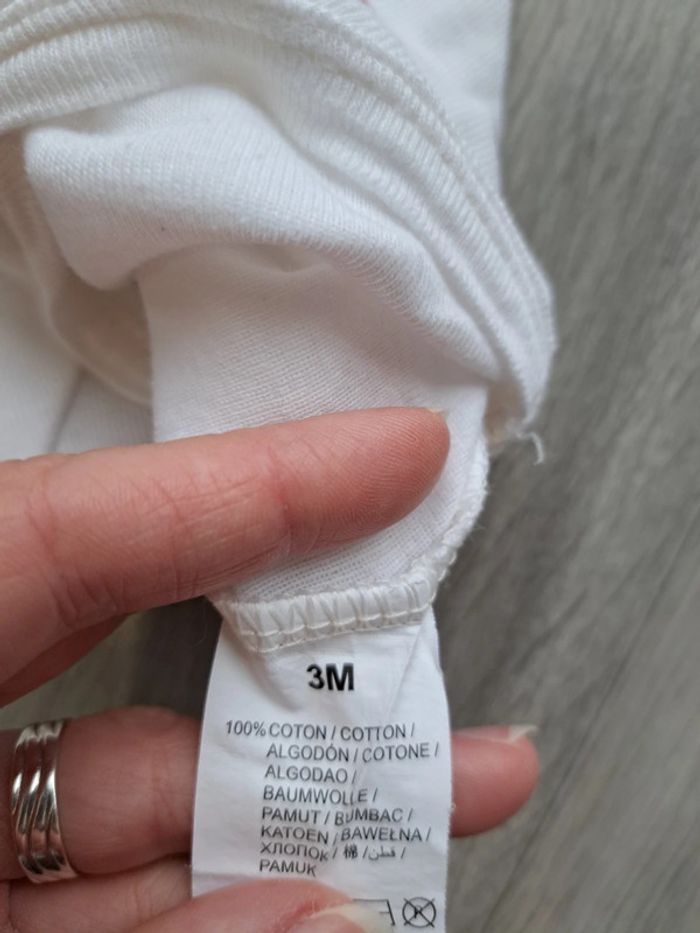 3M
100% COTON / COTTON /
ALGODÓN / COTONE /
ALGODAO /
BAUMWOLLE /
PAMUT / BUMBAC /
KATOEN / BAWEŁNA /
ХЛОПОК / 棉 / قطن /
PAMUK